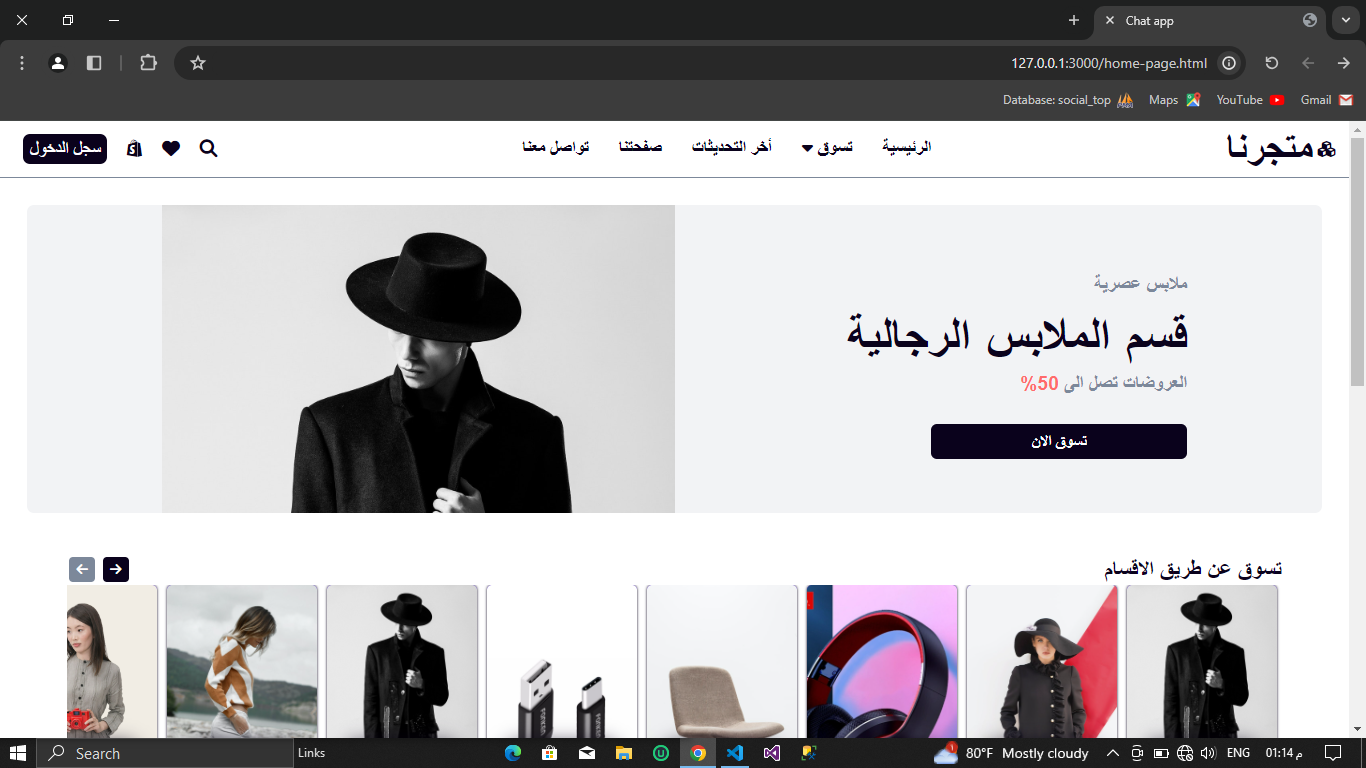 Chat app
127.0.0.1:3000/home-page.html
Gmail
YouTube
Maps
Database: social_top
متجرنا
الرئيسية
تسوق
أخر التحديثات
صفحتنا
تواصل معنا
سجل الدخول
ملابس عصرية
قسم الملابس الرجالية
العروضات تصل الى 50%
تسوق الان
تسوق عن طريق الاقسام
Search
Links
80°F Mostly cloudy
ENG
01:14 م